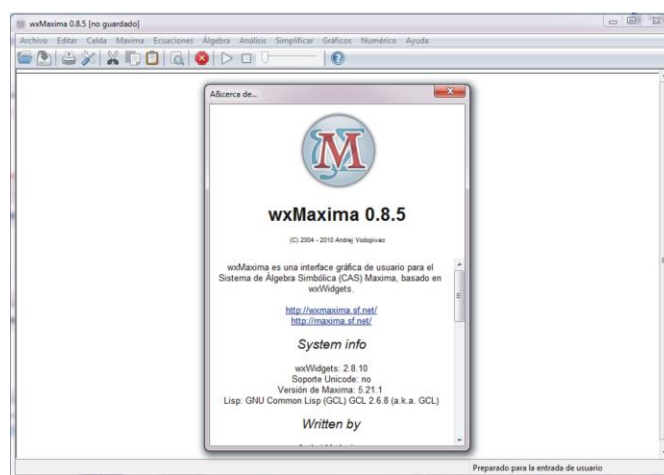 wxMaxima 0.8.5 [no guardado]
Archivo Editar Celda Maxima Ecuaciones Álgebra Análisis Simplificar Gráficos Numérico Ayuda
A&cerca de...
wxMaxima 0.8.5
(C) 2004 - 2010 Andrej Vodopivec
wxMaxima es una interface gráfica de usuario para el
Sistema de Álgebra Simbólica (CAS) Maxima, basado en
wxWidgets.
http://wxmaxima.sf.net/
http://maxima.sf.net/
System info
wxWidgets: 2.8.10
Soporte Unicode: no
Versión de Maxima: 5.21.1
Lisp: GNU Common Lisp (GCL) GCL 2.6.8 (a.k.a. GCL)
Written by
Preparado para la entrada de usuario